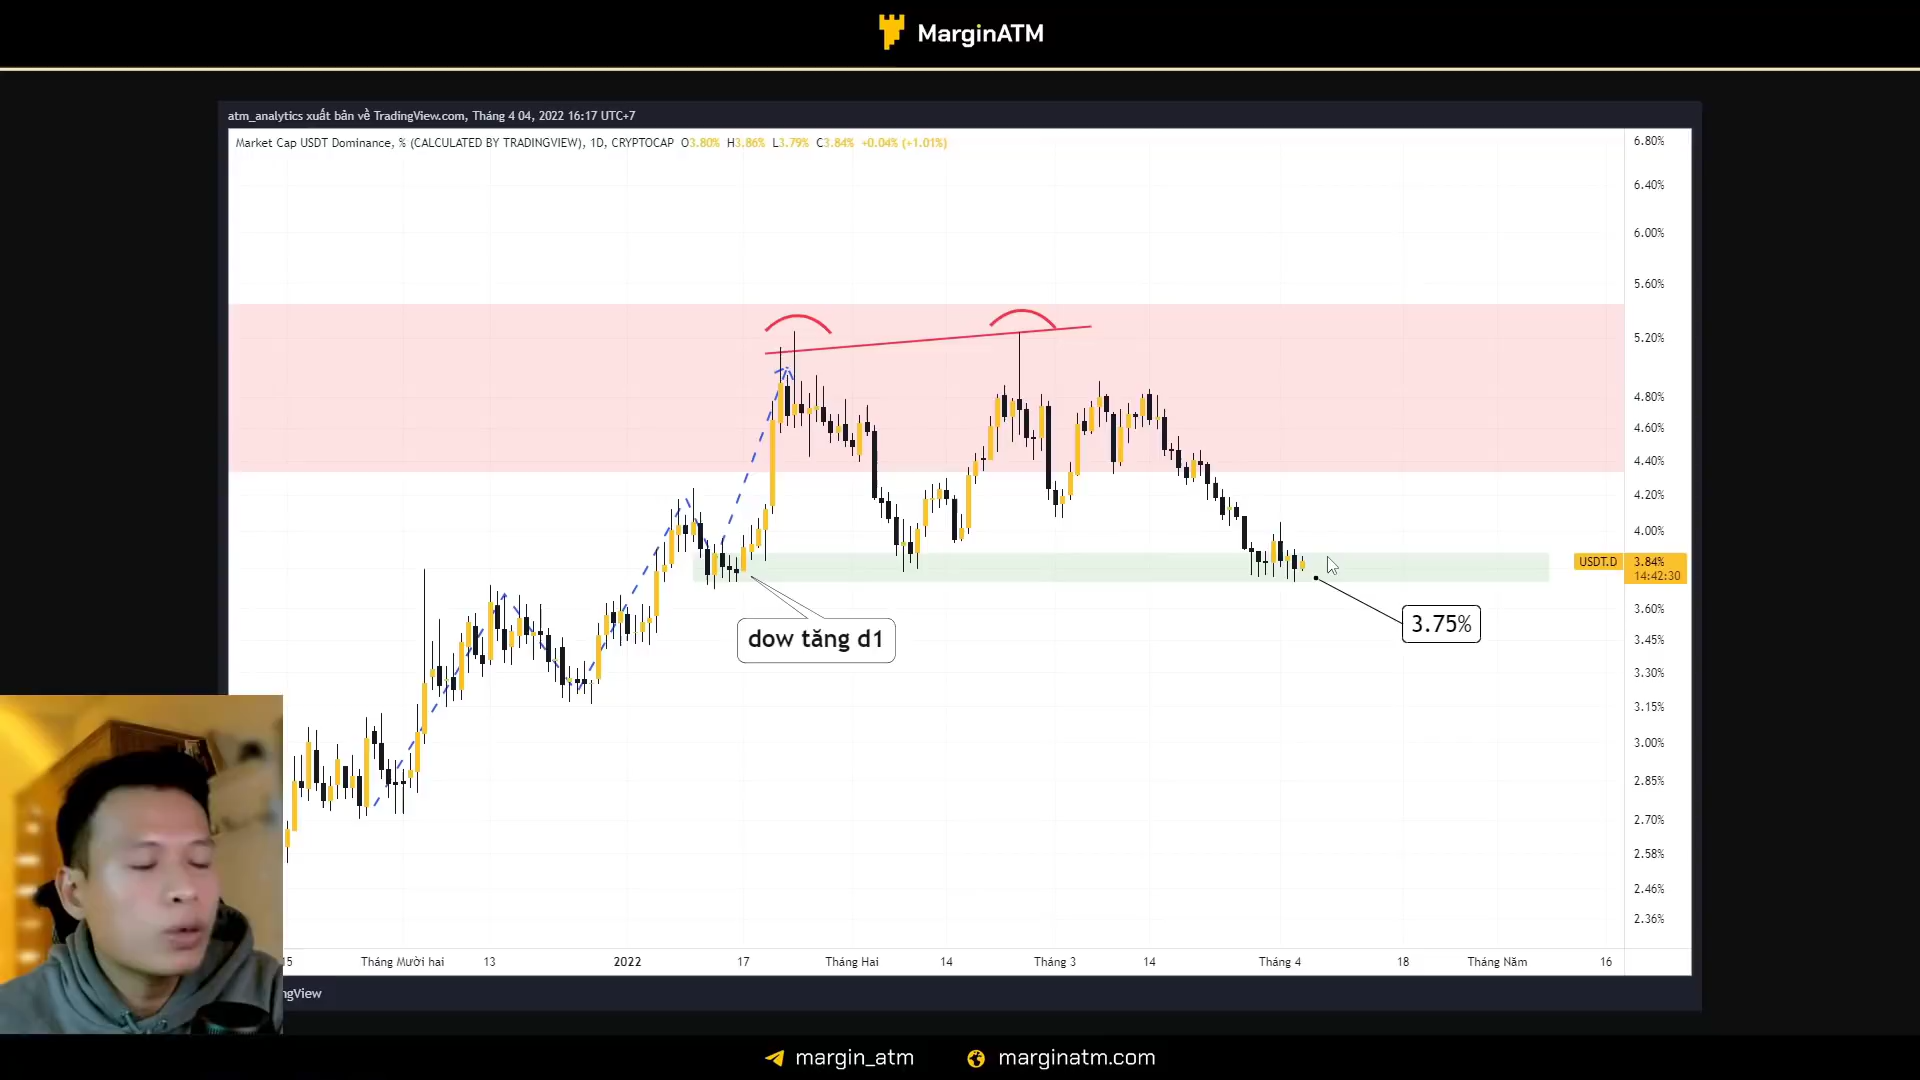 MarginATM
atm_analytics xuất bản về TradingView.com, Tháng 4 04, 2022 16:17 UTC+7
Market Cap USDT Dominance, % (CALCULATED BY TRADINGVIEW), 1D, CRYPTOCAP O3.80% H3.86% L3.79% C3.84% +0.04% (+1.01%)
6.80%
6.40%
6.00%
5.60%
5.20%
4.80%
4.60%
4.40%
4.20%
4.00%
USDT.D 3.84%
14:42:30
3.60%
3.45%
3.30%
3.15%
3.00%
2.85%
2.70%
2.58%
2.46%
2.36%
dow tăng d1
3.75%
15 Tháng Mười hai 13 2022 17 Tháng Hai 14 Tháng 3 14 Tháng 4 18 Tháng Năm 16
ngView
margin_atm marginatm.com